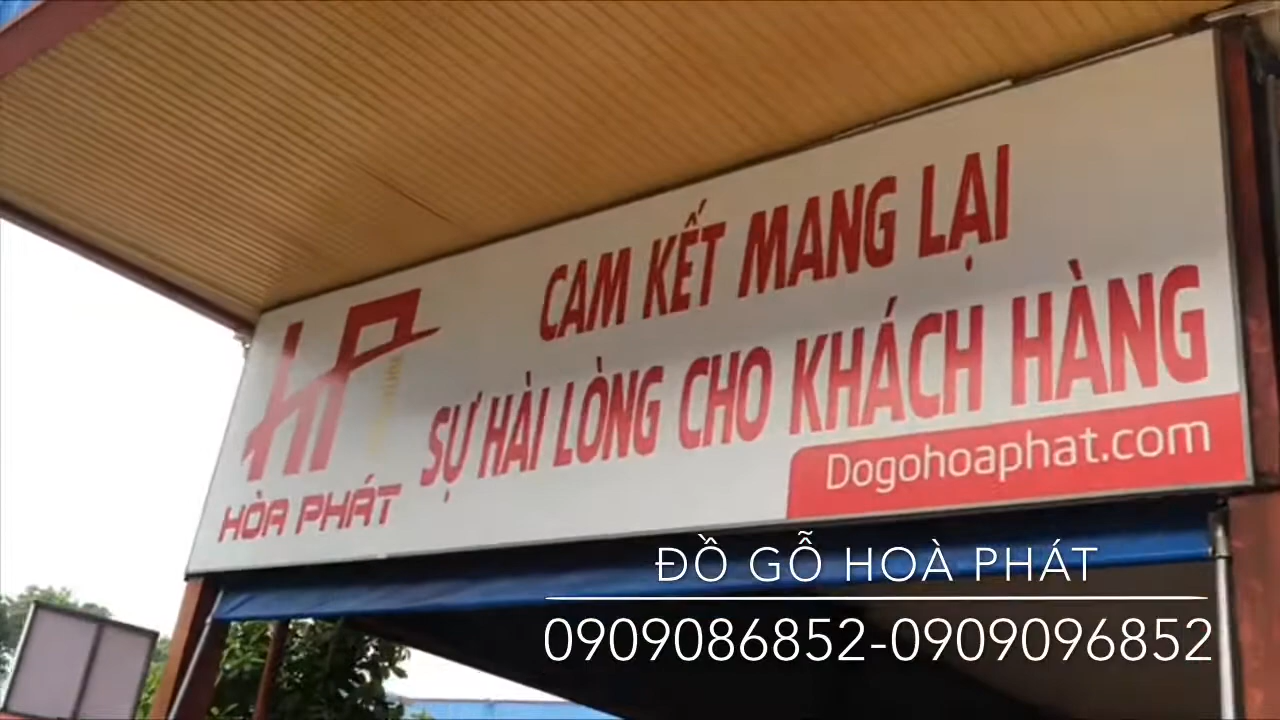 CAM KẾT MANG LẠI
SỰ HÀI LÒNG CHO KHÁCH HÀNG
HP
HÒA PHÁT
Dogohoaphat.com
ĐỒ GỖ HOÀ PHÁT
0909086852-0909096852